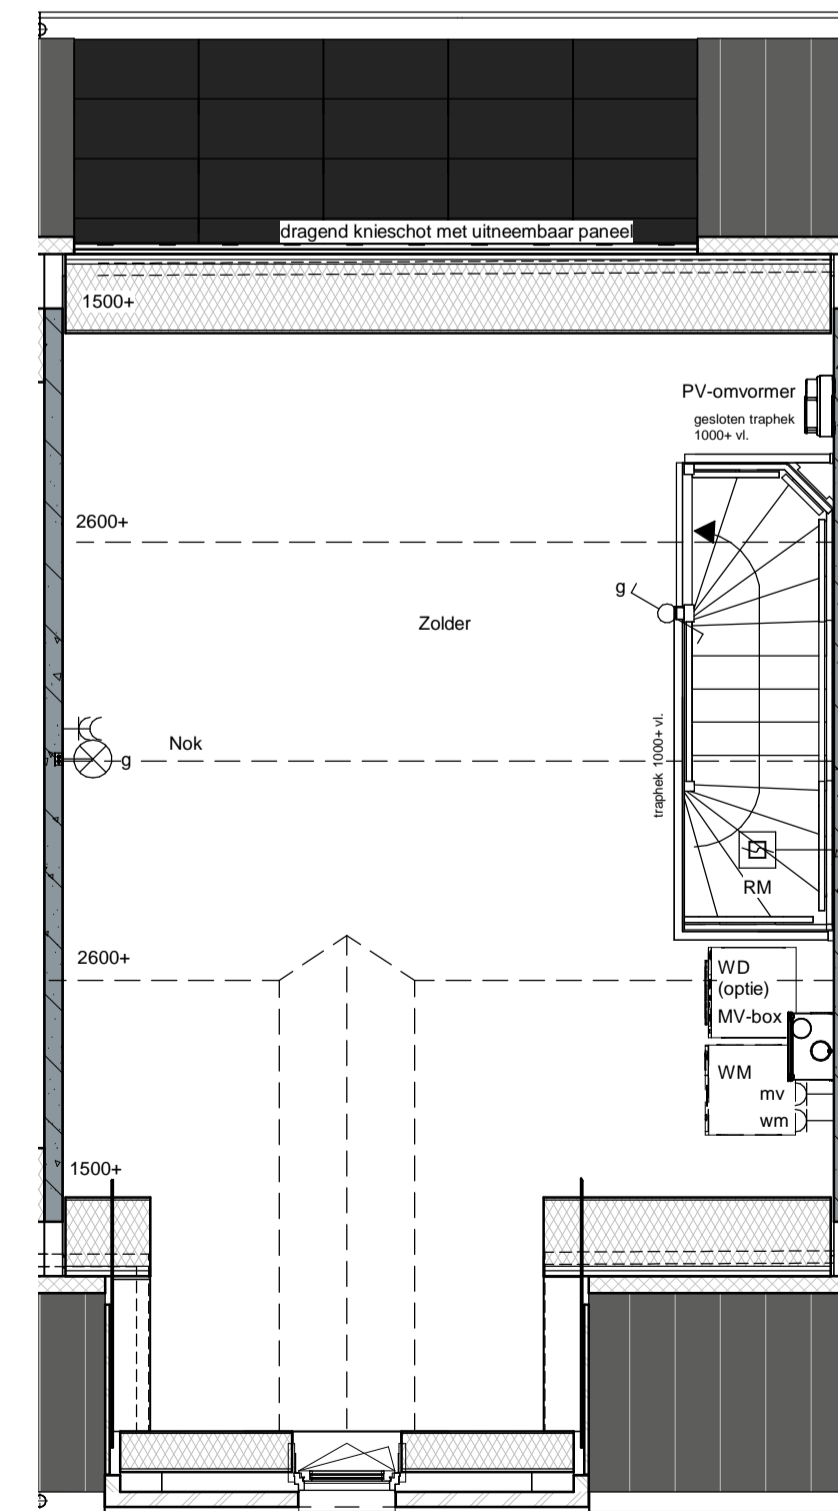 dragend knieschot met uitneembaar paneel
1500+
PV-omvormer
gesloten traphek
1000+ vl.
2600+
g
Zolder
traphek 1000+ vl.
Nok
g
RM
2600+
WD
(optie)
MV-box
WM
mv
wm
1500+